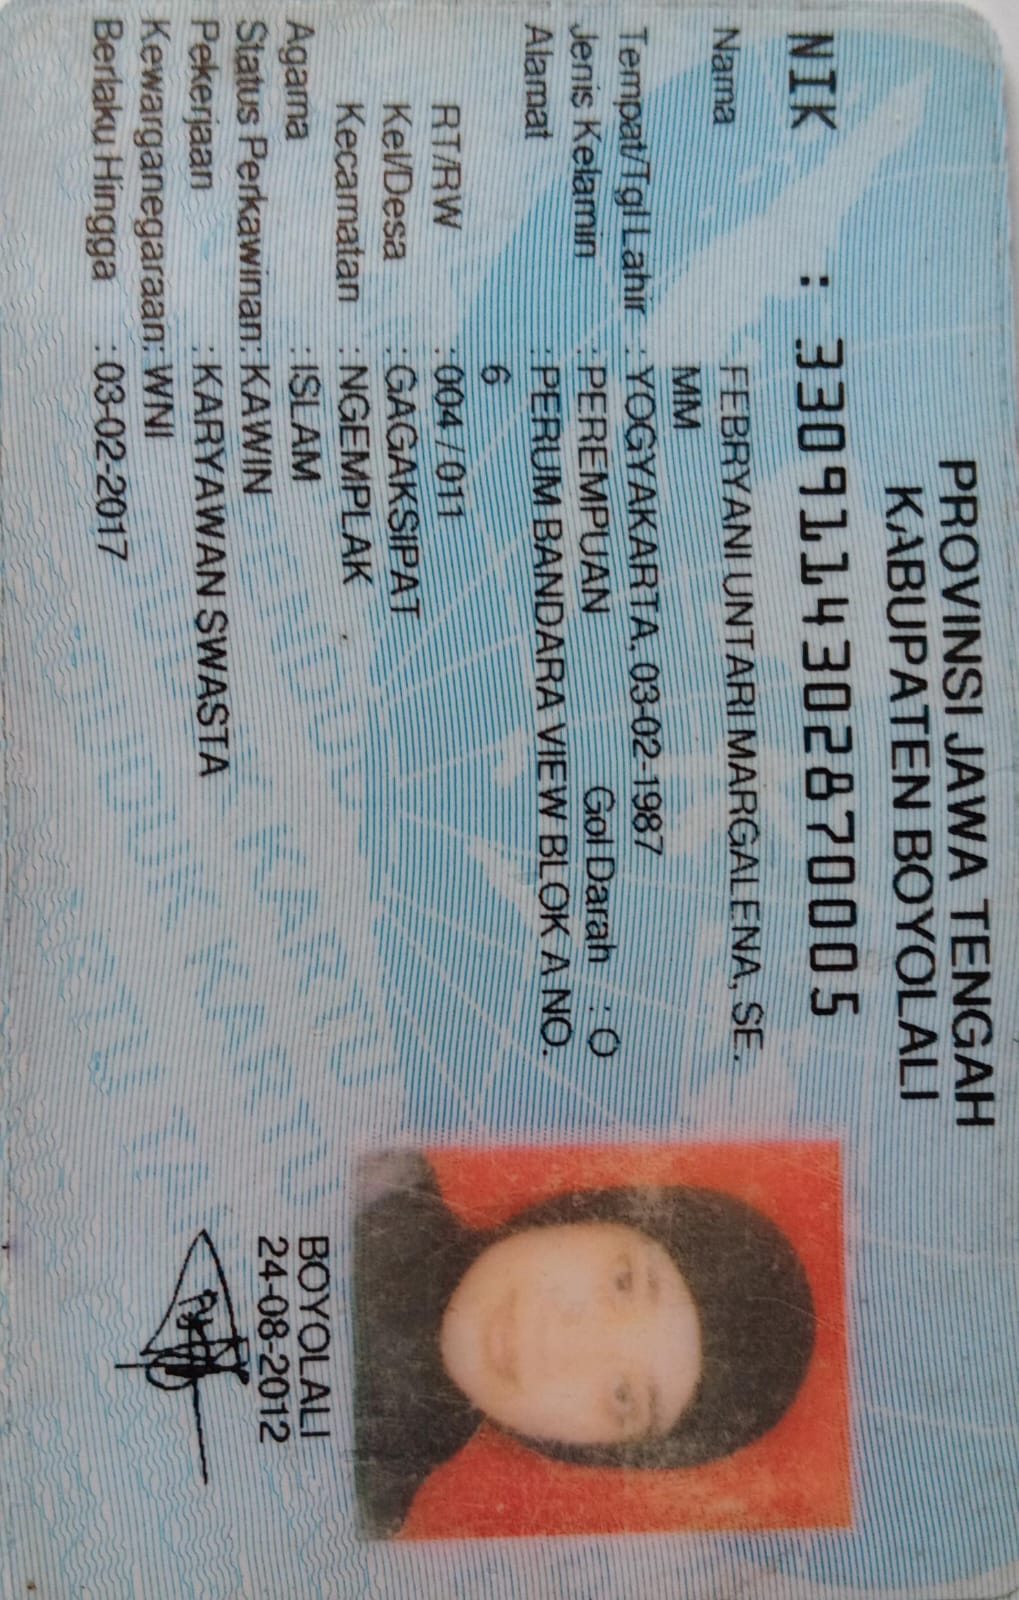 PROVINSI JAWA TENGAH
KABUPATEN BOYOLALI
NIK : 3309114302870005
Nama FEBRYANI UNTARI MARGALENA, SE.
MM
Tempat/Tgl Lahir : YOGYAKARTA, 03-02-1987
Jenis Kelamin : PEREMPUAN Gol Darah : O
Alamat : PERUM BANDARA VIEW BLOK A NO.
6
RT/RW : 004 / 011
Kel/Desa : GAGAKSIPAT
Kecamatan : NGEMPLAK
Agama : ISLAM
Status Perkawinan: KAWIN
Pekerjaan : KARYAWAN SWASTA
Kewarganegaraan: WNI
Berlaku Hingga : 03-02-2017
BOYOLALI
24-08-2012